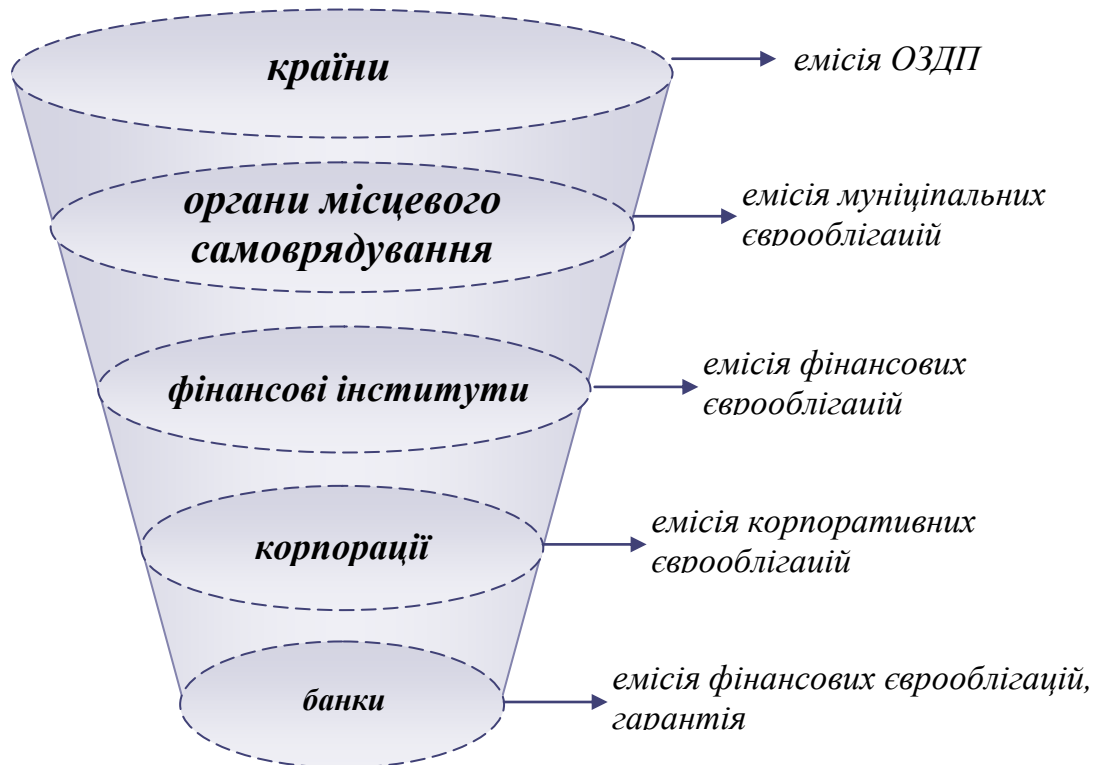 країни
емісія ОЗДП
органи місцевого
самоврядування
емісія муніципальних
єврооблігацій
фінансові інститути
емісія фінансових
єврооблігацій
корпорації
емісія корпоративних
єврооблігацій
банки
емісія фінансових єврооблігацій,
гарантія